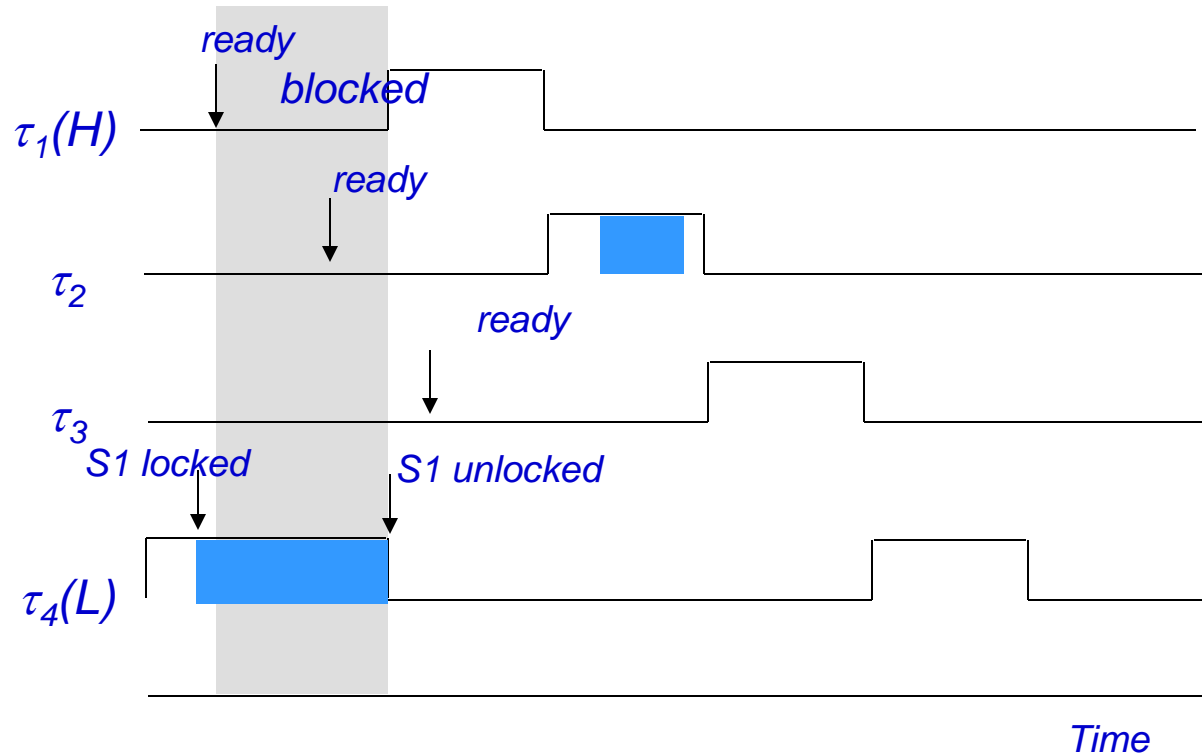 ready
blocked
τ1(H)
ready
τ2
ready
τ3
S1 locked
S1 unlocked
τ4(L)
Time